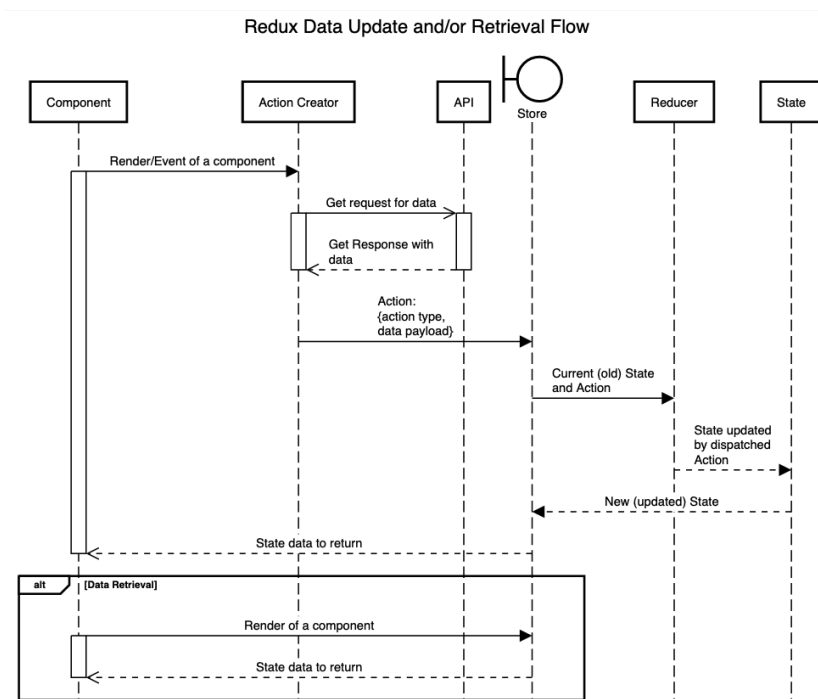 Redux Data Update and/or Retrieval Flow
Component
Action Creator
API
Store
Reducer
State
Render/Event of a component
Get request for data
Get Response with
data
Action:
{action type,
data payload}
Current (old) State
and Action
State updated
by dispatched
Action
New (updated) State
State data to return
alt
[Data Retrieval]
Render of a component
State data to return